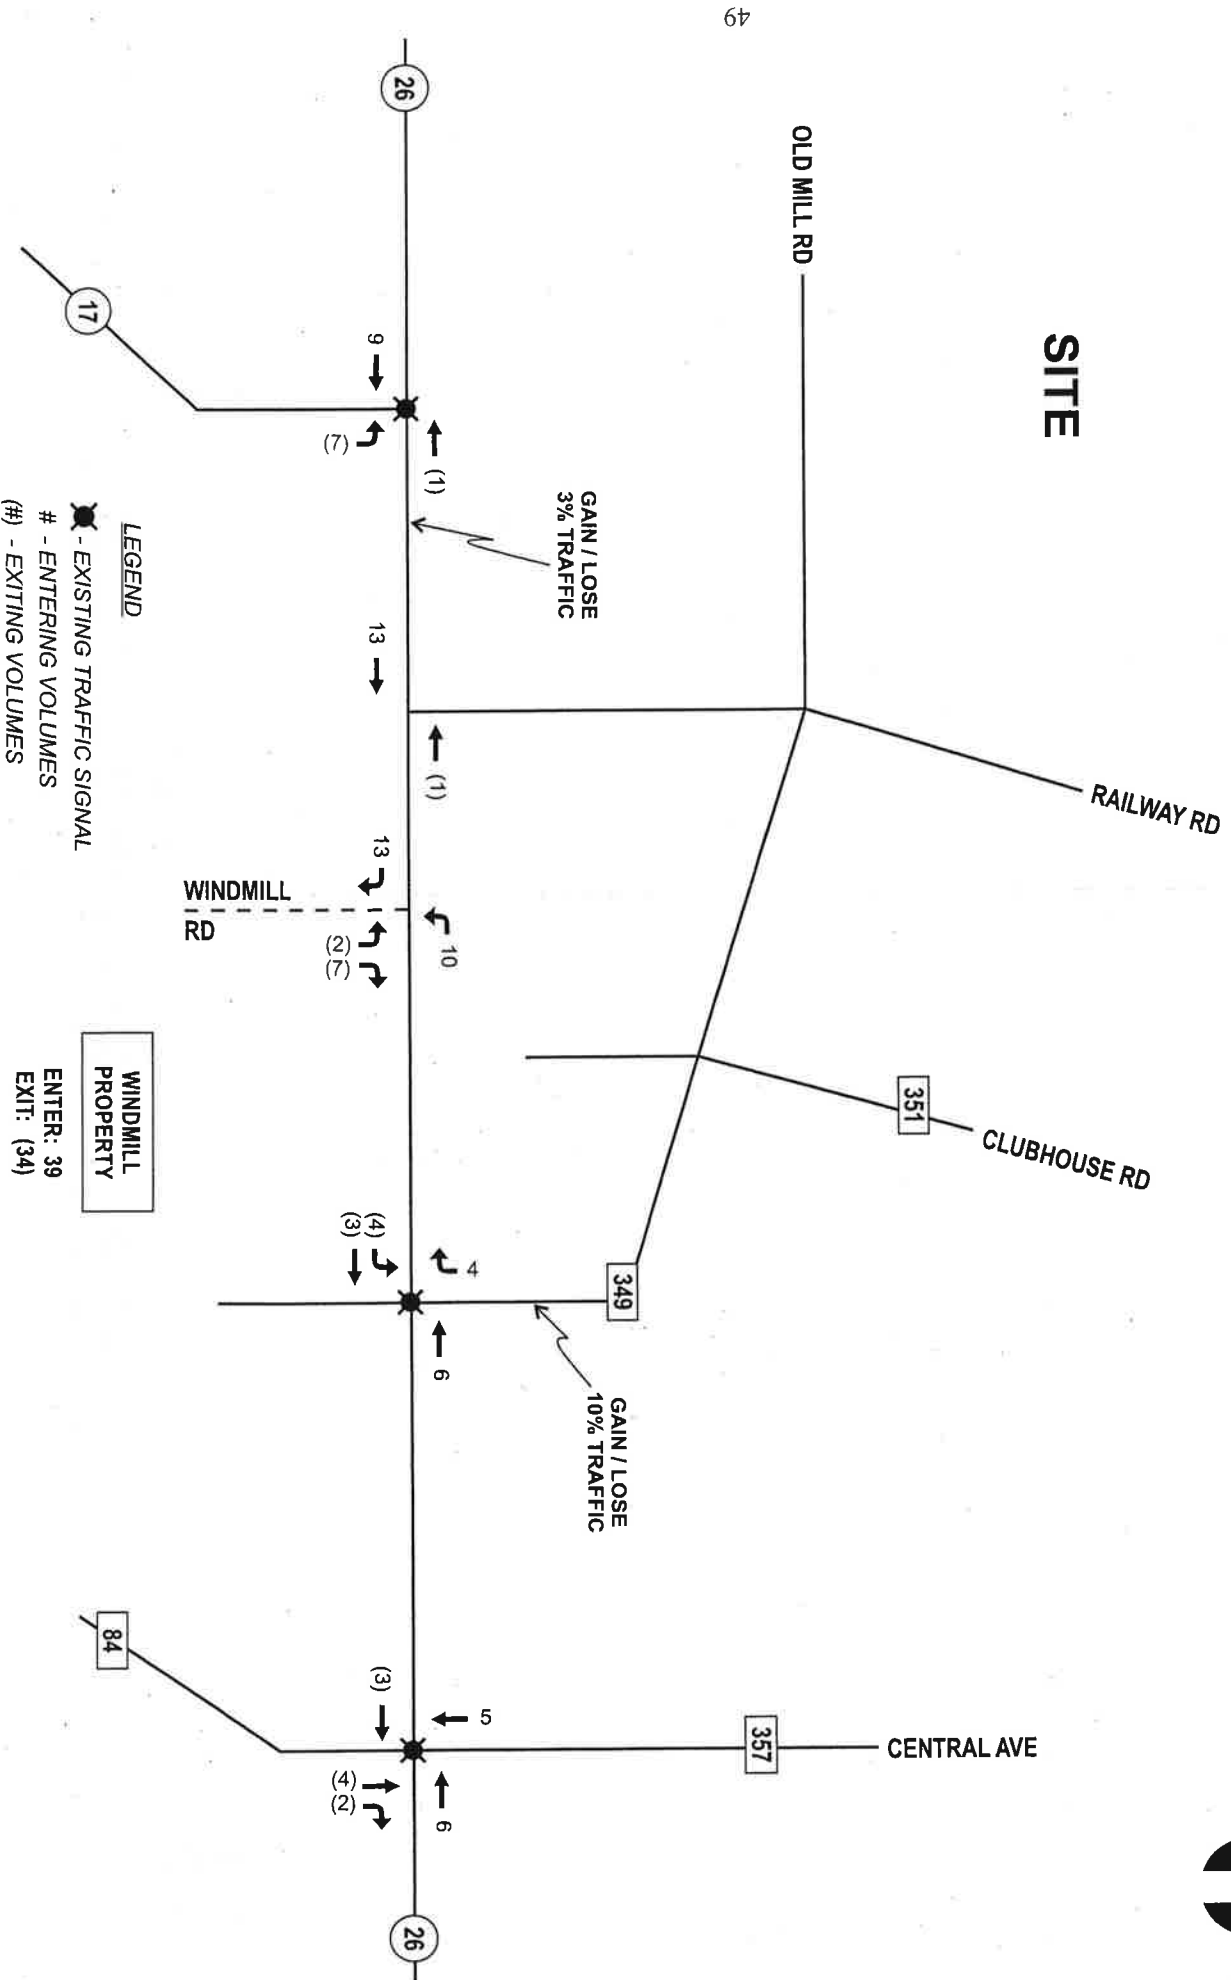 49
SITE
OLD MILL RD
RAILWAY RD
351
CLUBHOUSE RD
349
357
CENTRAL AVE
GAIN / LOSE
3% TRAFFIC
GAIN / LOSE
10% TRAFFIC
26
(1)
(1)
10
4
6
5
6
26
9
(7)
13
13
(2)
(7)
(4)
(3)
(3)
(4)
(2)
17
WINDMILL
RD
84
LEGEND
- EXISTING TRAFFIC SIGNAL
# - ENTERING VOLUMES
(#) - EXITING VOLUMES
WINDMILL
PROPERTY
ENTER: 39
EXIT: (34)